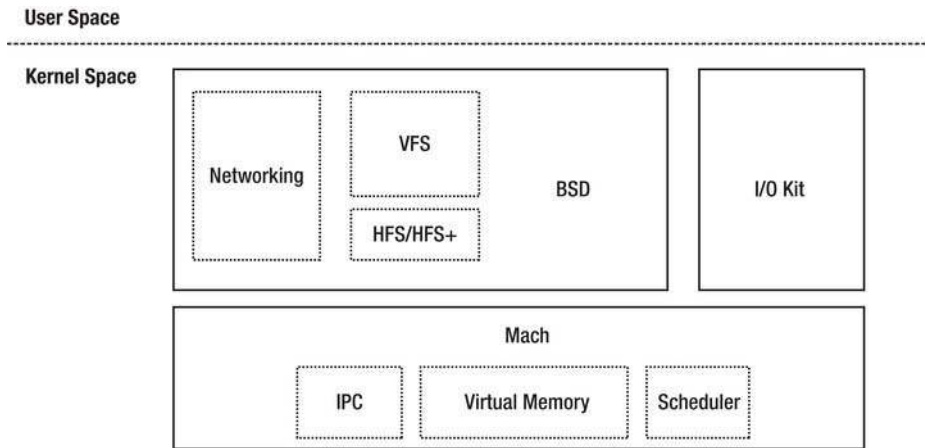 User Space
Kernel Space
Networking
VFS
HFS/HFS+
BSD
I/O Kit
Mach
IPC
Virtual Memory
Scheduler